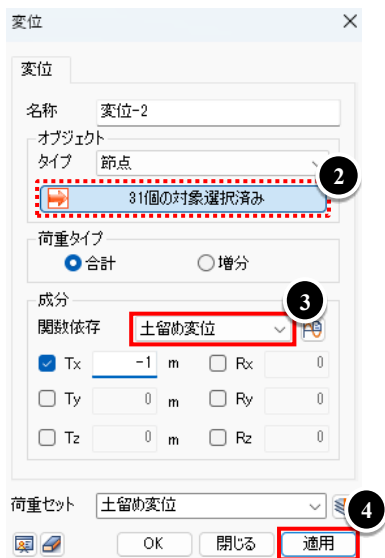 変位
変位
名称 変位-2
オブジェクト
タイプ 節点
2
31個の対象選択済み
荷重タイプ
合計 増分
3
成分
関数依存 土留め変位
Tx -1 m Rx 0
Ty 0 m Ry 0
Tz 0 m Rz 0
荷重セット 土留め変位
4
OK 閉じる 適用